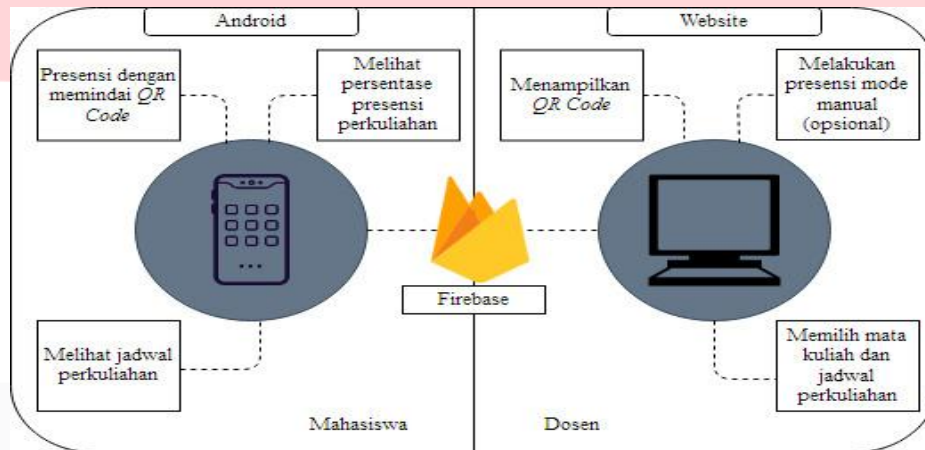 Android
Website
Presensi dengan
memindai QR
Code
Melihat
persentase
presensi
perkuliahan
Menampilkan
QR Code
Melakukan
presensi mode
manual
(opsional)
Firebase
Melihat jadwal
perkuliahan
Memilih mata
kuliah dan
jadwal
perkuliahan
Mahasiswa
Dosen